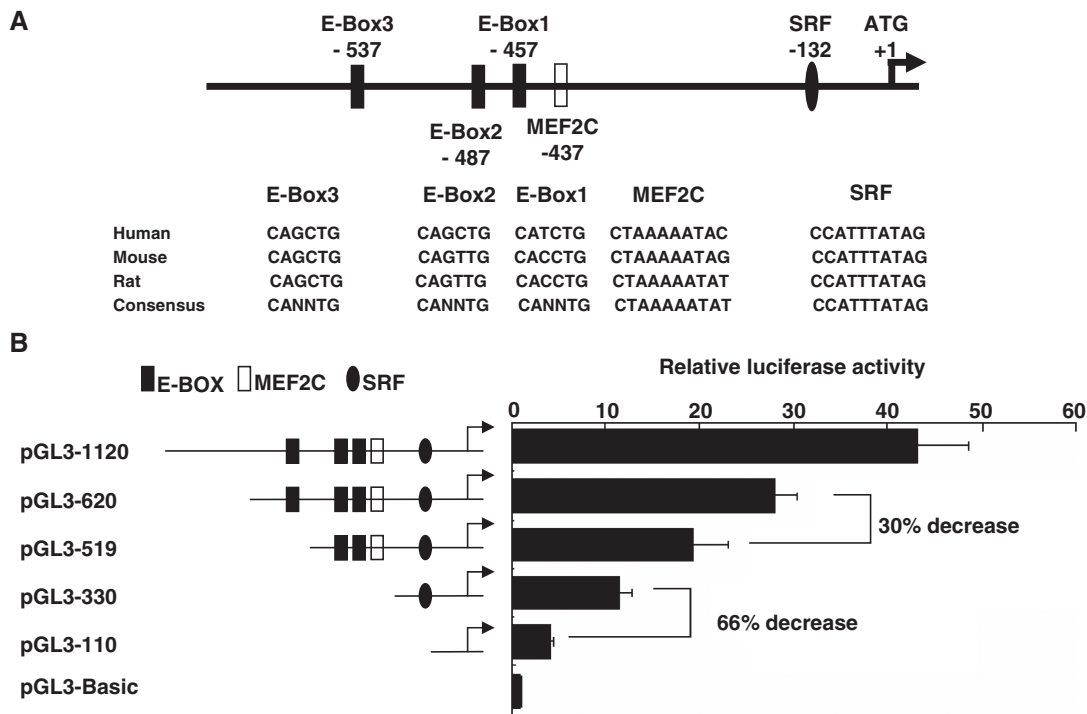 A
E-Box3 E-Box1 SRF ATG
- 537 - 457 -132 +1
E-Box2 MEF2C
- 487 -437
E-Box3 E-Box2 E-Box1 MEF2C SRF
Human CAGCTG CAGCTG CATCTG CTAAAAATAC CCATTTATAG
Mouse CAGCTG CAGTTG CACCTG CTAAAAATAG CCATTTATAG
Rat CAGCTG CAGTTG CACCTG CTAAAAATAT CCATTTATAG
Consensus CANNTG CANNTG CANNTG CTAAAAATAT CCATTTATAG
B
E-BOX MEF2C SRF
Relative luciferase activity
0 10 20 30 40 50 60
pGL3-1120
pGL3-620
30% decrease
pGL3-519
pGL3-330
66% decrease
pGL3-110
pGL3-Basic